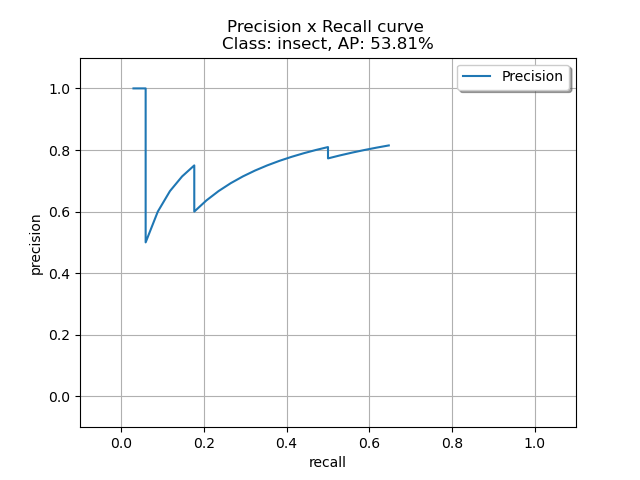 Precision x Recall curve
Class: insect, AP: 53.81%
Precision
1.0
0.8
0.6
0.4
0.2
0.0
precision
0.0 0.2 0.4 0.6 0.8 1.0
recall